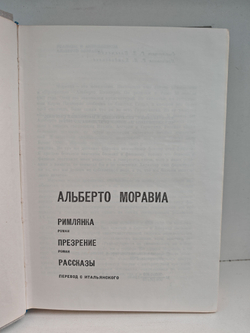 АЛЬБЕРТО МОРАВИА
РИМЛЯНКА
РОМАН
ПРЕЗРЕНИЕ
РОМАН
РАССКАЗЫ
ПЕРЕВОД С ИТАЛЬЯНСКОГО